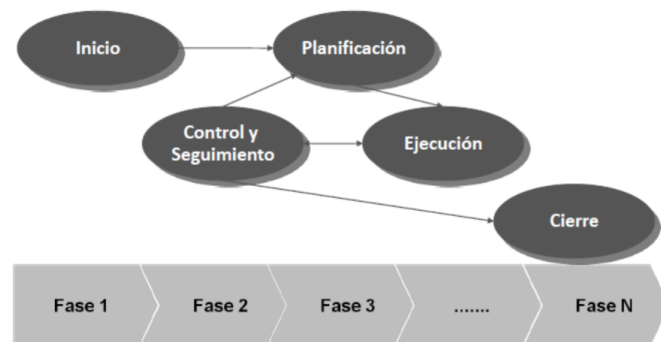 Inicio
Planificación
Control y
Seguimiento
Ejecución
Cierre
Fase 1
Fase 2
Fase 3
.......
Fase N